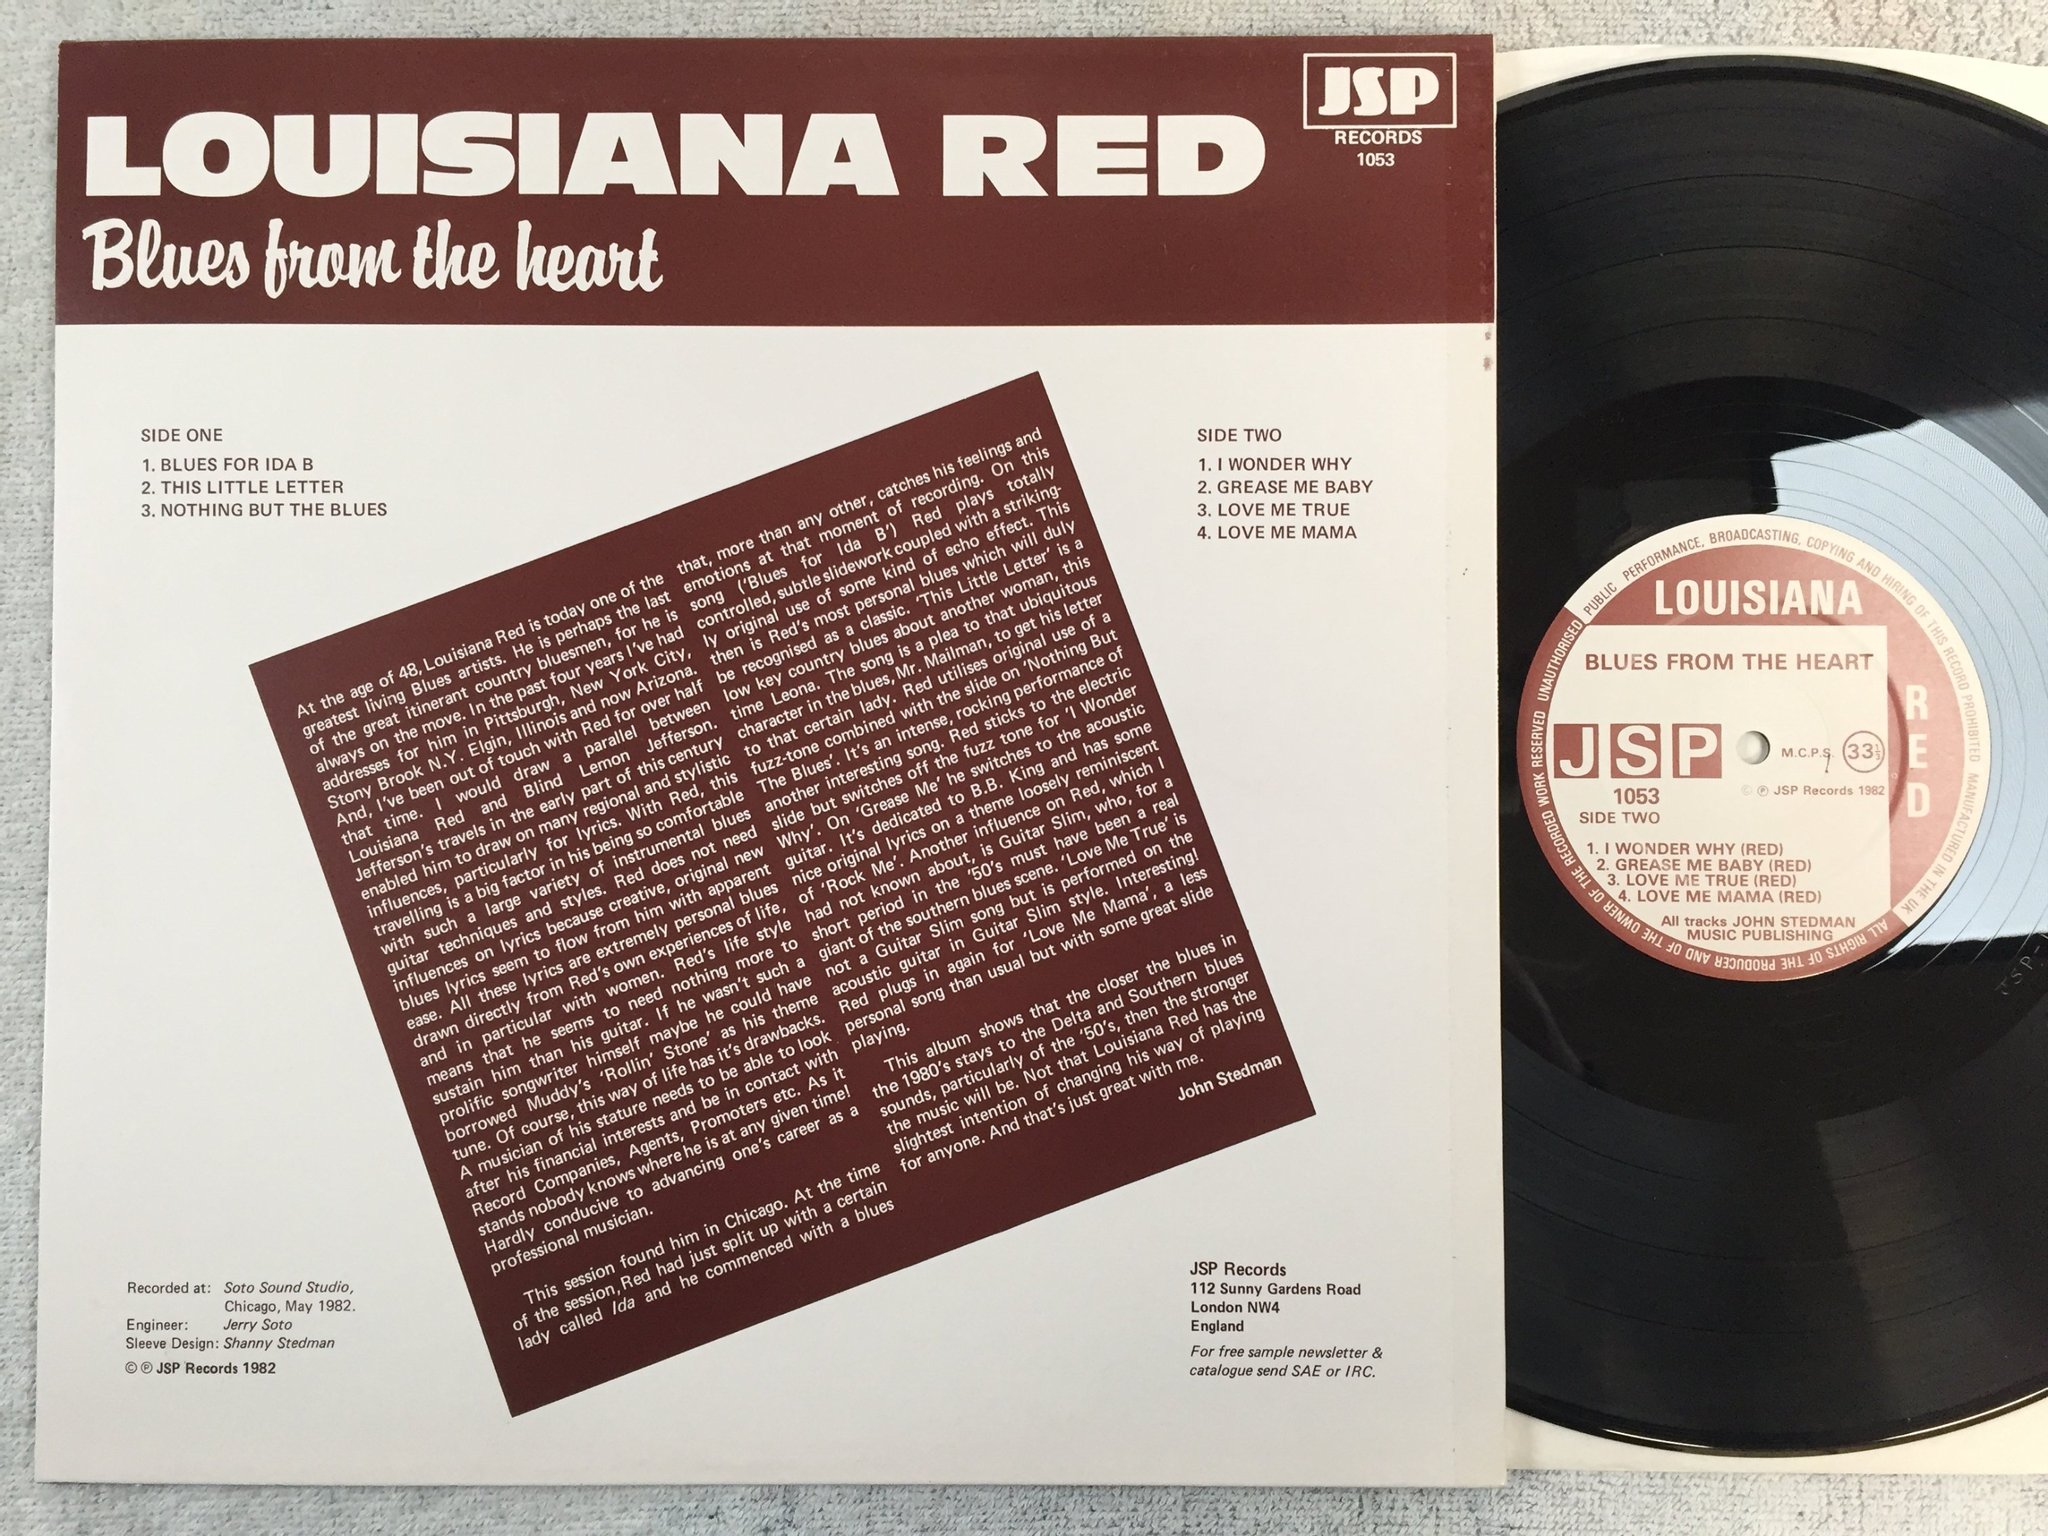 LOUISIANA RED
Blues from the heart
JSP
RECORDS
1053
SIDE ONE
1. BLUES FOR IDA B
2. THIS LITTLE LETTER
3. NOTHING BUT THE BLUES
SIDE TWO
1. I WONDER WHY
2. GREASE ME BABY
3. LOVE ME TRUE
4. LOVE ME MAMA
At the age of 48, Louisiana Red is today one of the
greatest living Blues artists. He is perhaps the last
of the great itinerant country bluesmen, for he is
always on the move. In the past four years I've had
addresses for him in Pittsburgh, New York City,
Stony Brook N.Y. Elgin, Illinois and now Arizona.
And, I've been out of touch with Red for over half
that time. I would draw a parallel between
Louisiana Red and Blind Lemon Jefferson.
Jefferson's travels in the early part of this century
enabled him to draw on many regional and stylistic
influences, particularly for lyrics. With Red, this
travelling is a big factor in his being so comfortable
with such a large variety of instrumental blues
guitar techniques and styles. Red does not need
influences on lyrics because creative, original new
blues lyrics seem to flow from him with apparent
ease. All these lyrics are extremely personal blues
drawn directly from Red's own experiences of life,
and in particular with women. Red's life style
means that he seems to need nothing more to
sustain him than his guitar. If he wasn't such a
prolific songwriter himself maybe he could have
borrowed Muddy's 'Rollin' Stone' as his theme
tune. Of course, this way of life has it's drawbacks.
A musician of his stature needs to be able to look
after his financial interests and be in contact with
Record Companies, Agents, Promoters etc. As it
stands nobody knows where he is at any given time!
Hardly conducive to advancing one's career as a
professional musician.
This session found him in Chicago. At the time
of the session, Red had just split up with a certain
lady called Ida and he commenced with a blues
that, more than any other, catches his feelings and
emotions at that moment of recording. On this
song ('Blues for Ida B') Red plays totally
controlled, subtle slidework coupled with a striking-
ly original use of some kind of echo effect. This
then is Red's most personal blues which will duly
be recognised as a classic. 'This Little Letter' is a
low key country blues about another woman, this
time Leona. The song is a plea to that ubiquitous
character in the blues, Mr. Mailman, to get his letter
to that certain lady. Red utilises original use of a
fuzz-tone combined with the slide on 'Nothing But
The Blues'. It's an intense, rocking performance of
another interesting song. Red sticks to the electric
slide but switches off the fuzz tone for 'I Wonder
Why'. On 'Grease Me' he switches to the acoustic
guitar. It's dedicated to B.B. King and has some
nice original lyrics on a theme loosely reminiscent
of 'Rock Me'. Another influence on Red, which I
had not known about, is Guitar Slim, who, for a
short period in the '50's must have been a real
giant of the southern blues scene. 'Love Me True' is
not a Guitar Slim song but is performed on the
acoustic guitar in Guitar Slim style. Interesting!
Red plugs in again for 'Love Me Mama', a less
personal song than usual but with some great slide
playing.
This album shows that the closer the blues in
the 1980's stays to the Delta and Southern blues
sounds, particularly of the '50's, then the stronger
the music will be. Not that Louisiana Red has the
slightest intention of changing his way of playing
for anyone. And that's just great with me.
John Stedman
Recorded at: Soto Sound Studio,
Chicago, May 1982.
Engineer: Jerry Soto
Sleeve Design: Shanny Stedman
© ℗ JSP Records 1982
JSP Records
112 Sunny Gardens Road
London NW4
England
For free sample newsletter &
catalogue send SAE or IRC.
ALL RIGHTS OF THE PRODUCER AND OF THE OWNER OF THE RECORDED WORK RESERVED UNAUTHORISED PUBLIC PERFORMANCE, BROADCASTING, COPYING AND HIRING OF THIS RECORD PROHIBITED MANUFACTURED IN THE UK
LOUISIANA
RED
BLUES FROM THE HEART
JSP
M.C.P.S. 33⅓
1053
© ℗ JSP Records 1982
SIDE TWO
1. I WONDER WHY (RED)
2. GREASE ME BABY (RED)
3. LOVE ME TRUE (RED)
4. LOVE ME MAMA (RED)
All tracks JOHN STEDMAN
MUSIC PUBLISHING
JSP-